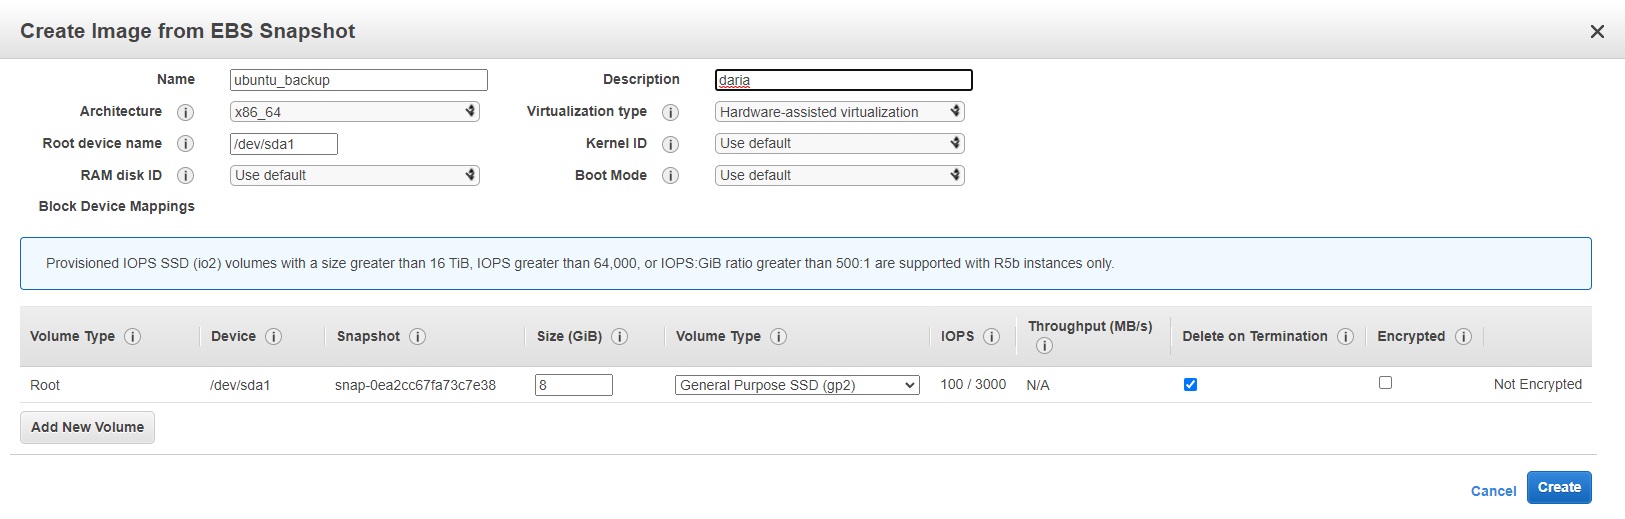 Create Image from EBS Snapshot
Name ubuntu_backup Description daria
Architecture x86_64 Virtualization type Hardware-assisted virtualization
Root device name /dev/sda1 Kernel ID Use default
RAM disk ID Use default Boot Mode Use default
Block Device Mappings
Provisioned IOPS SSD (io2) volumes with a size greater than 16 TiB, IOPS greater than 64,000, or IOPS:GiB ratio greater than 500:1 are supported with R5b instances only.
Volume Type Device Snapshot Size (GiB) Volume Type IOPS Throughput (MB/s) Delete on Termination Encrypted
Root /dev/sda1 snap-0ea2cc67fa73c7e38 8 General Purpose SSD (gp2) 100 / 3000 N/A Not Encrypted
Add New Volume
Cancel Create